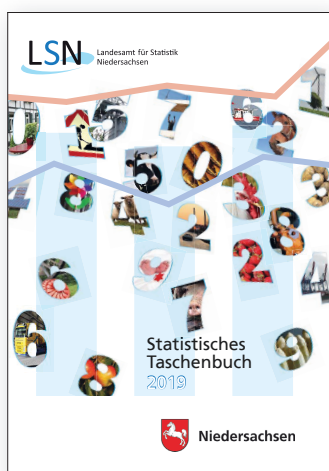 LSN
Landesamt für Statistik
Niedersachsen
Statistisches
Taschenbuch
2019
Niedersachsen